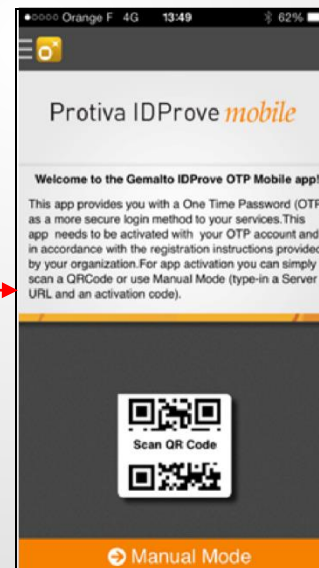 Orange F 4G 13:49 62%
Protiva IDProve mobile
Welcome to the Gemalto IDProve OTP Mobile app!
This app provides you with a One Time Password (OTP
as a more secure login method to your services.This
app needs to be activated with your OTP account and
in accordance with the registration instructions provided
by your organization.For app activation you can simply
scan a QRCode or use Manual Mode (type-in a Server
URL and an activation code).
Scan QR Code
Manual Mode